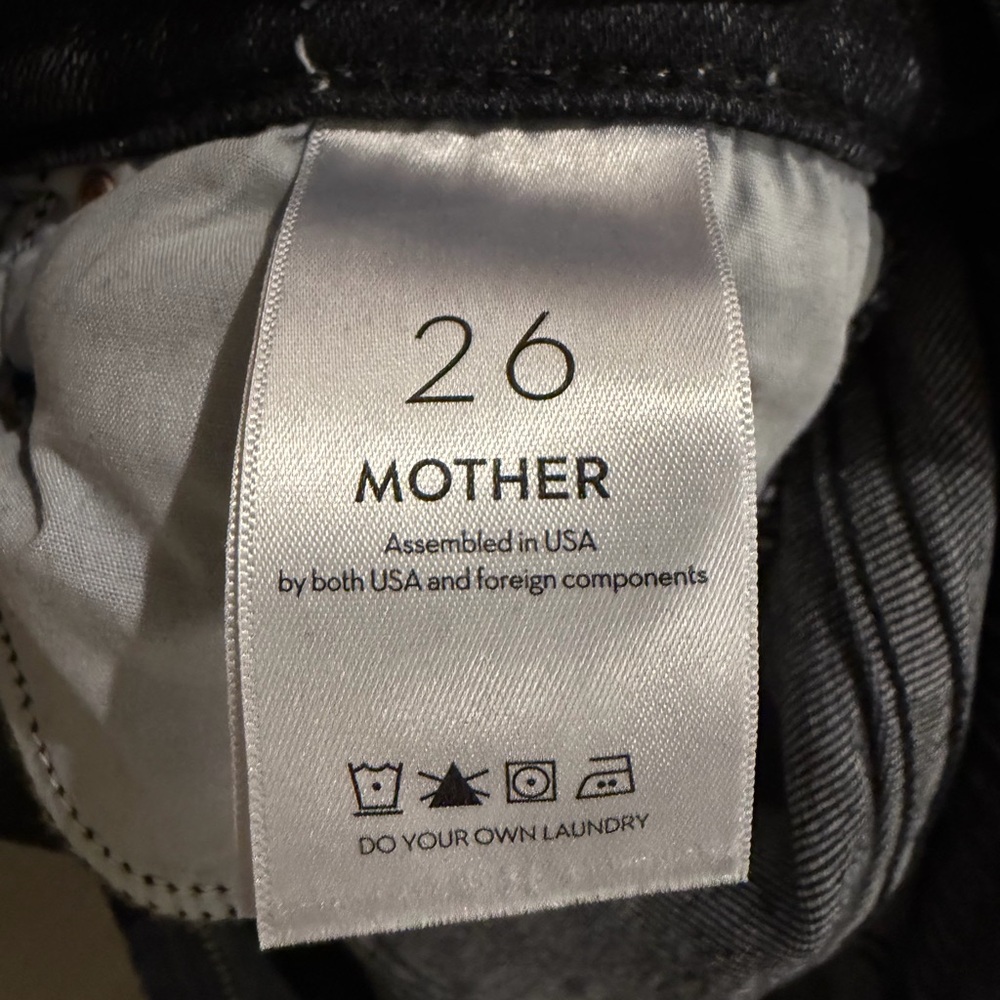 26
MOTHER
Assembled in USA
by both USA and foreign components
DO YOUR OWN LAUNDRY